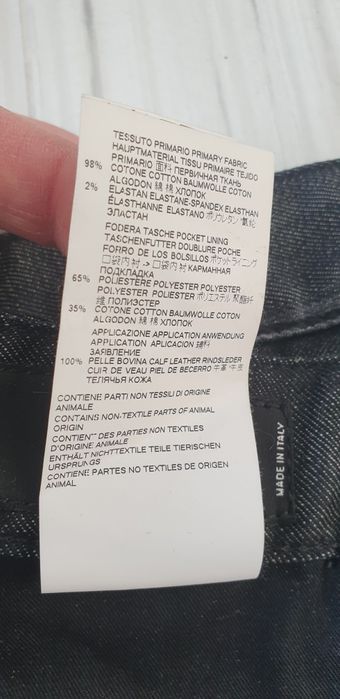 TESSUTO PRIMARIO PRIMARY FABRIC
HAUPTMATERIAL TISSU PRIMAIRE TEJIDO
PRIMARIO 面料 ПЕРВИЧНАЯ ТКАНЬ
98% COTONE COTTON BAUMWOLLE COTON
ALGODON 綿 棉 ХЛОПОК
2% ELASTAN ELASTANE-SPANDEX ELASTHAN
ÉLASTHANNE ELASTANO ポリウレタン 氨纶
ЭЛАСТАН
FODERA TASCHE POCKET LINING
TASCHENFUTTER DOUBLURE POCHE
FORRO DE LOS BOLSILLOS ポケットライニング
口袋内衬 -> 口袋内衬 КАРМАННАЯ
ПОДКЛАДКА
65% POLIESTERE POLYESTER POLYESTER
POLYESTER POLIESTER ポリエステル 聚酯纤
维 ПОЛИЭСТЕР
35% COTONE COTTON BAUMWOLLE COTON
ALGODON 綿 棉 ХЛОПОК
APPLICAZIONE APPLICATION ANWENDUNG
APPLICATION APLICACION 辅料
ЗАЯВЛЕНИЕ
100% PELLE BOVINA CALF LEATHER RINDSLEDER
CUIR DE VEAU PIEL DE BECERRO 牛革 牛皮
ТЕЛЯЧЬЯ КОЖА
CONTIENE PARTI NON TESSILI DI ORIGINE
ANIMALE
CONTAINS NON-TEXTILE PARTS OF ANIMAL
ORIGIN
CONTIENT DES PARTIES NON TEXTILES
D'ORIGINE ANIMALE
ENTHÄLT NICHTTEXTILE TEILE TIERISCHEN
URSPRUNGS
CONTIENE PARTES NO TEXTILES DE ORIGEN
ANIMAL
MADE IN ITALY